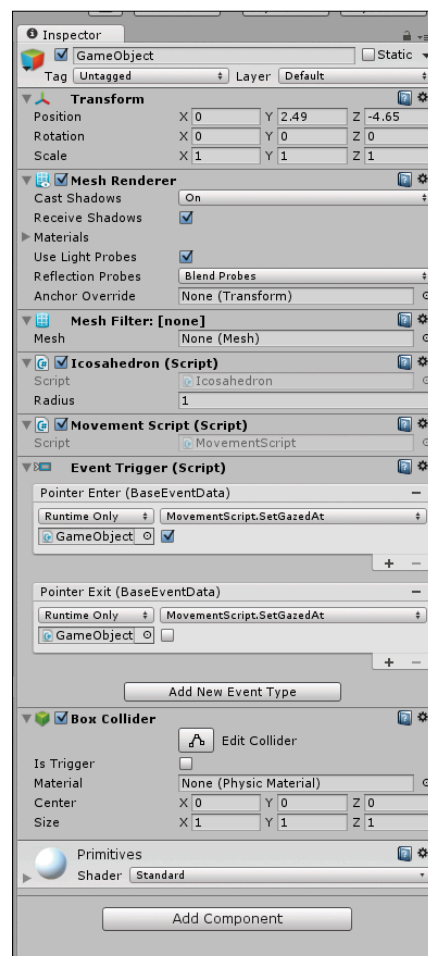 Inspector
GameObject Static
Tag Untagged Layer Default
Transform
Position X 0 Y 2.49 Z -4.65
Rotation X 0 Y 0 Z 0
Scale X 1 Y 1 Z 1
Mesh Renderer
Cast Shadows On
Receive Shadows
Materials
Use Light Probes
Reflection Probes Blend Probes
Anchor Override None (Transform)
Mesh Filter: [none]
Mesh None (Mesh)
Icosahedron (Script)
Script Icosahedron
Radius 1
Movement Script (Script)
Script MovementScript
Event Trigger (Script)
Pointer Enter (BaseEventData)
Runtime Only MovementScript.SetGazedAt
GameObject
Pointer Exit (BaseEventData)
Runtime Only MovementScript.SetGazedAt
GameObject
Add New Event Type
Box Collider
Edit Collider
Is Trigger
Material None (Physic Material)
Center X 0 Y 0 Z 0
Size X 1 Y 1 Z 1
Primitives
Shader Standard
Add Component